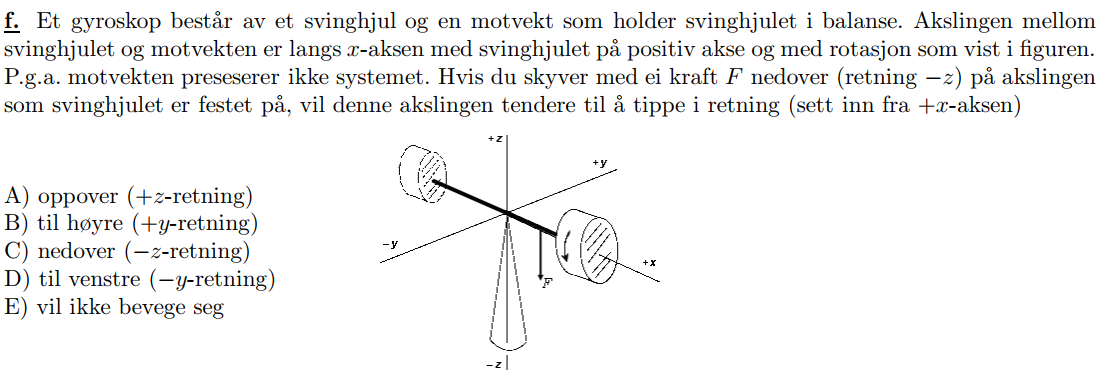 f. Et gyroskop består av et svinghjul og en motvekt som holder svinghjulet i balanse. Akslingen mellom
svinghjulet og motvekten er langs x-aksen med svinghjulet på positiv akse og med rotasjon som vist i figuren.
P.g.a. motvekten preseserer ikke systemet. Hvis du skyver med ei kraft F nedover (retning −z) på akslingen
som svinghjulet er festet på, vil denne akslingen tendere til å tippe i retning (sett inn fra +x-aksen)
+z
+y
A) oppover (+z-retning)
B) til høyre (+y-retning)
C) nedover (−z-retning)
D) til venstre (−y-retning)
E) vil ikke bevege seg
−y
+x
F
−z